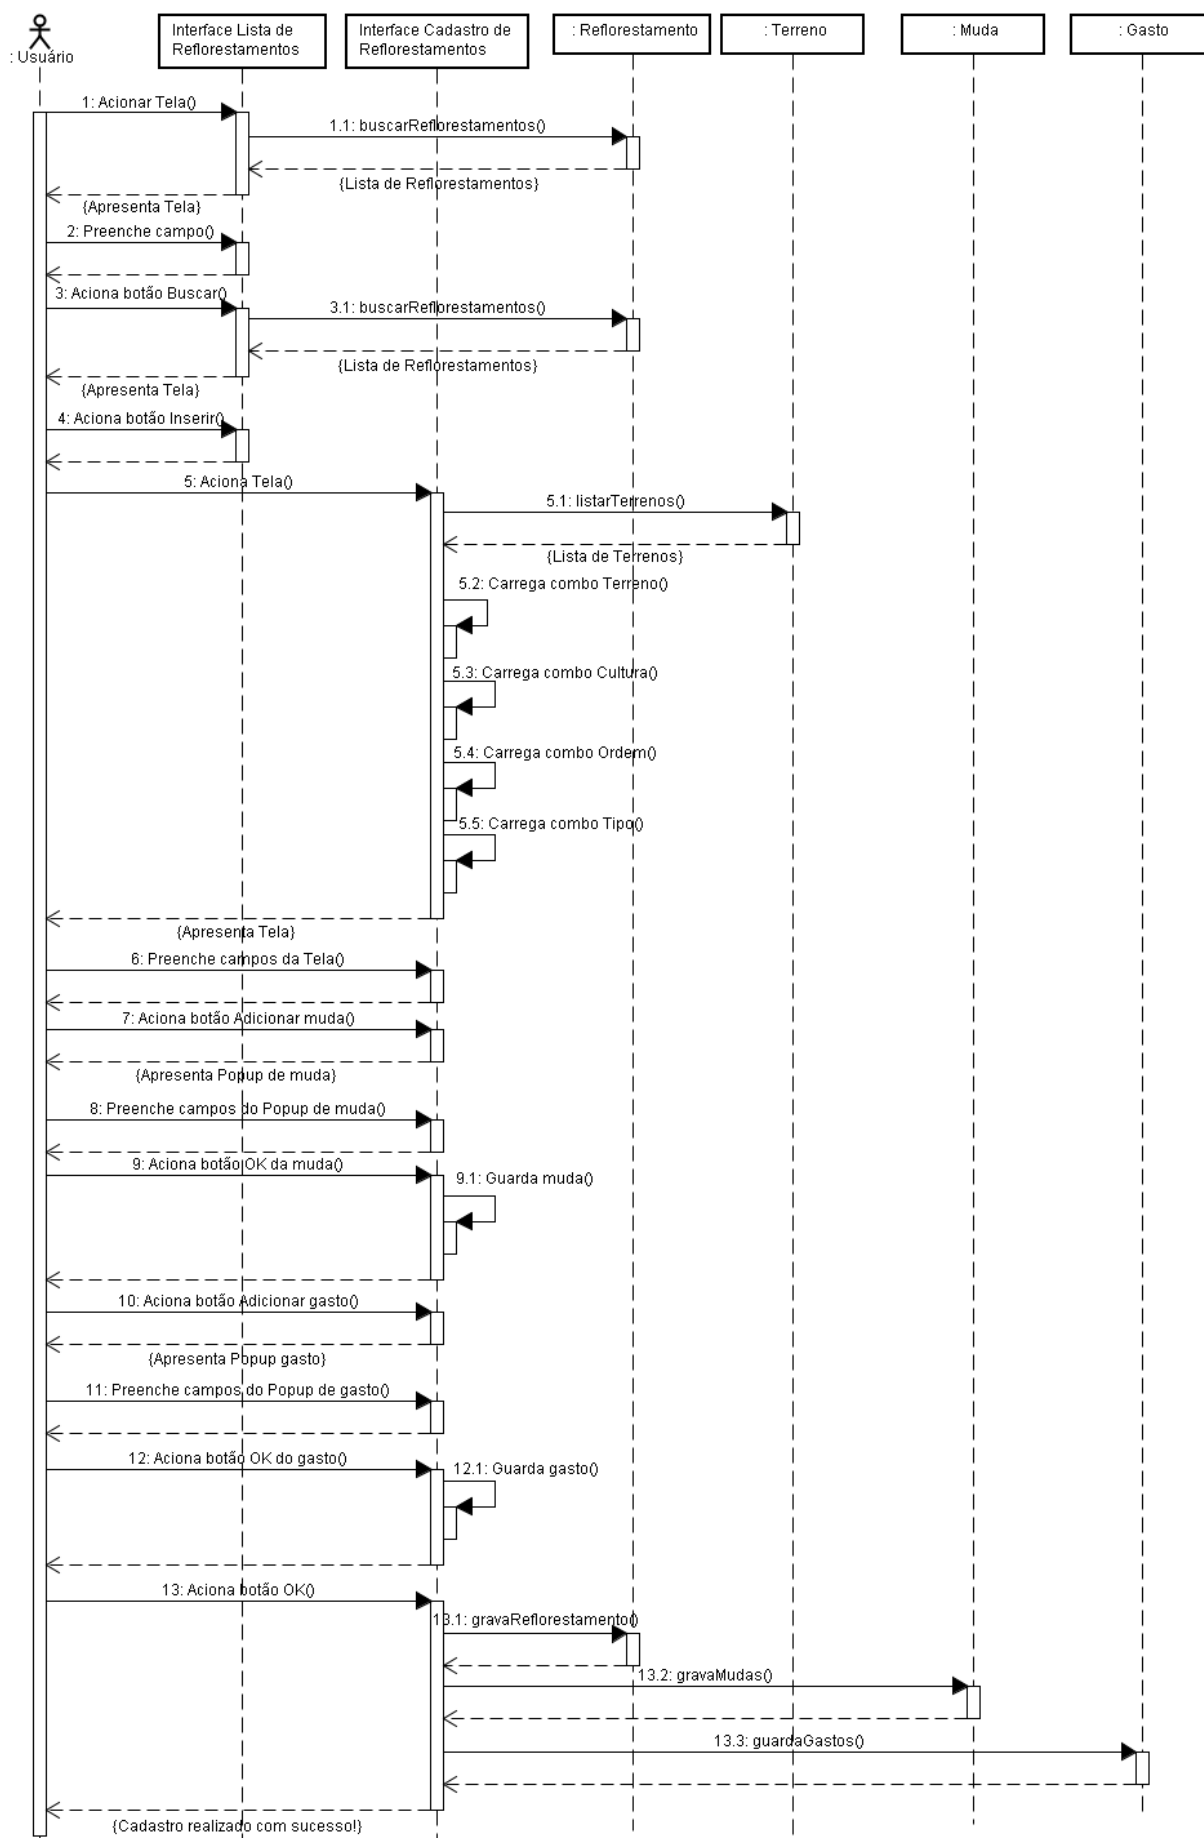 : Usuário
Interface Lista de
Reflorestamentos
Interface Cadastro de
Reflorestamentos
: Reflorestamento
: Terreno
: Muda
: Gasto
1: Acionar Tela()
1.1: buscarReflorestamentos()
{Lista de Reflorestamentos}
{Apresenta Tela}
2: Preenche campo()
3: Aciona botão Buscar()
3.1: buscarReflorestamentos()
{Lista de Reflorestamentos}
{Apresenta Tela}
4: Aciona botão Inserir()
5: Aciona Tela()
5.1: listarTerrenos()
{Lista de Terrenos}
5.2: Carrega combo Terreno()
5.3: Carrega combo Cultura()
5.4: Carrega combo Ordem()
5.5: Carrega combo Tipo()
{Apresenta Tela}
6: Preenche campos da Tela()
7: Aciona botão Adicionar muda()
{Apresenta Popup de muda}
8: Preenche campos do Popup de muda()
9: Aciona botão OK da muda()
9.1: Guarda muda()
10: Aciona botão Adicionar gasto()
{Apresenta Popup gasto}
11: Preenche campos do Popup de gasto()
12: Aciona botão OK do gasto()
12.1: Guarda gasto()
13: Aciona botão OK()
13.1: gravaReflorestamento()
13.2: gravaMudas()
13.3: guardaGastos()
{Cadastro realizado com sucesso!}